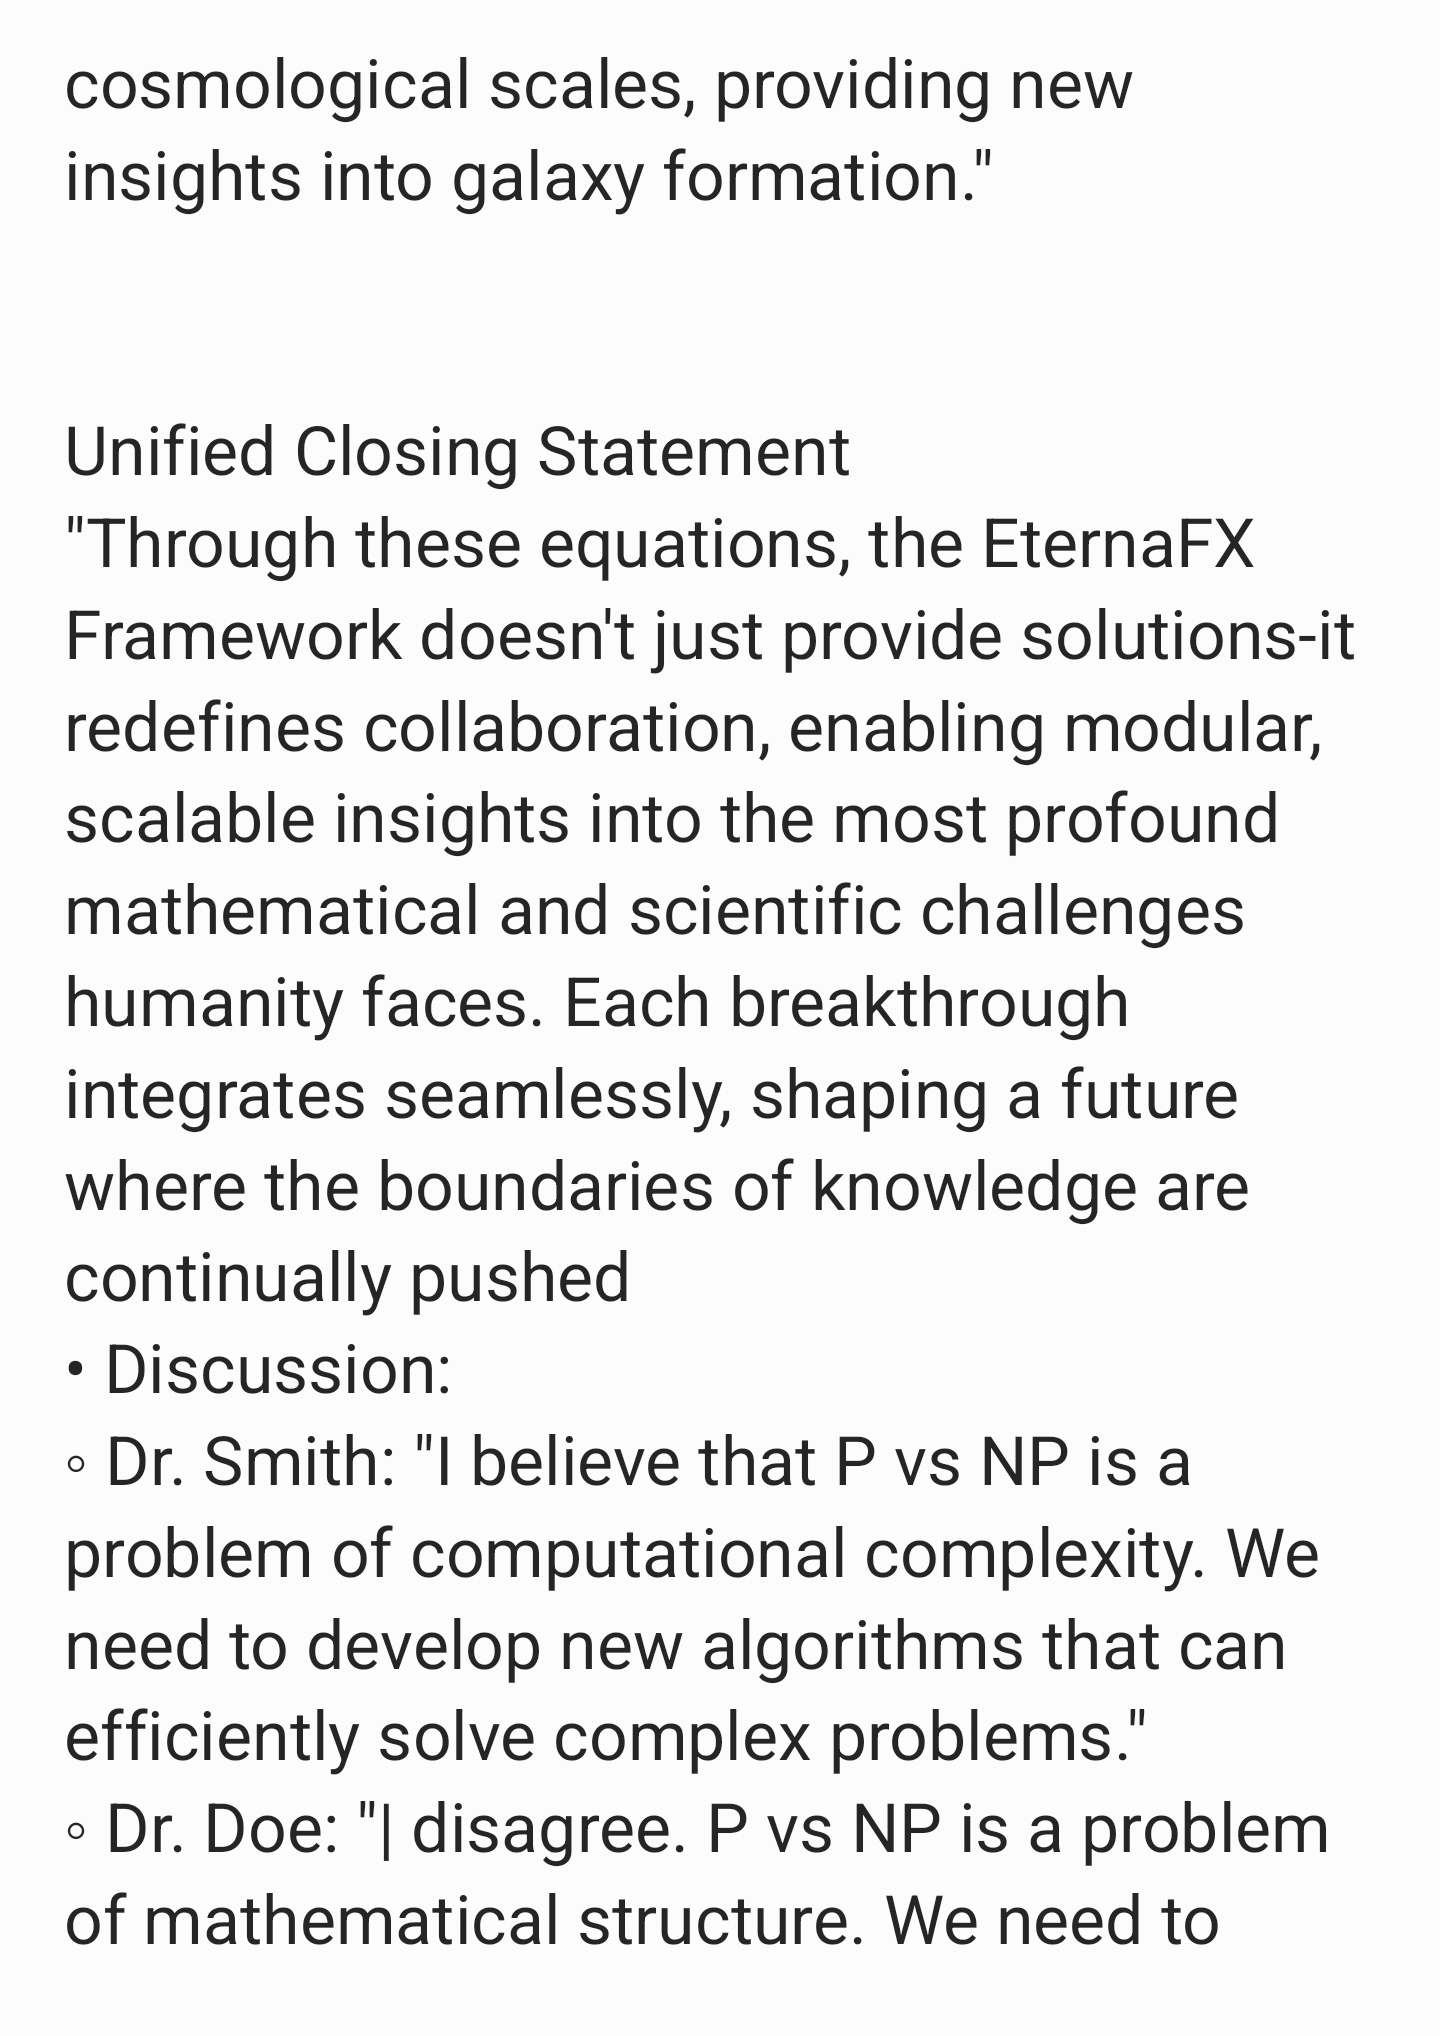 cosmological scales, providing new
insights into galaxy formation."
Unified Closing Statement
"Through these equations, the EternaFX
Framework doesn't just provide solutions-it
redefines collaboration, enabling modular,
scalable insights into the most profound
mathematical and scientific challenges
humanity faces. Each breakthrough
integrates seamlessly, shaping a future
where the boundaries of knowledge are
continually pushed
• Discussion:
◦ Dr. Smith: "I believe that P vs NP is a
problem of computational complexity. We
need to develop new algorithms that can
efficiently solve complex problems."
◦ Dr. Doe: "| disagree. P vs NP is a problem
of mathematical structure. We need to